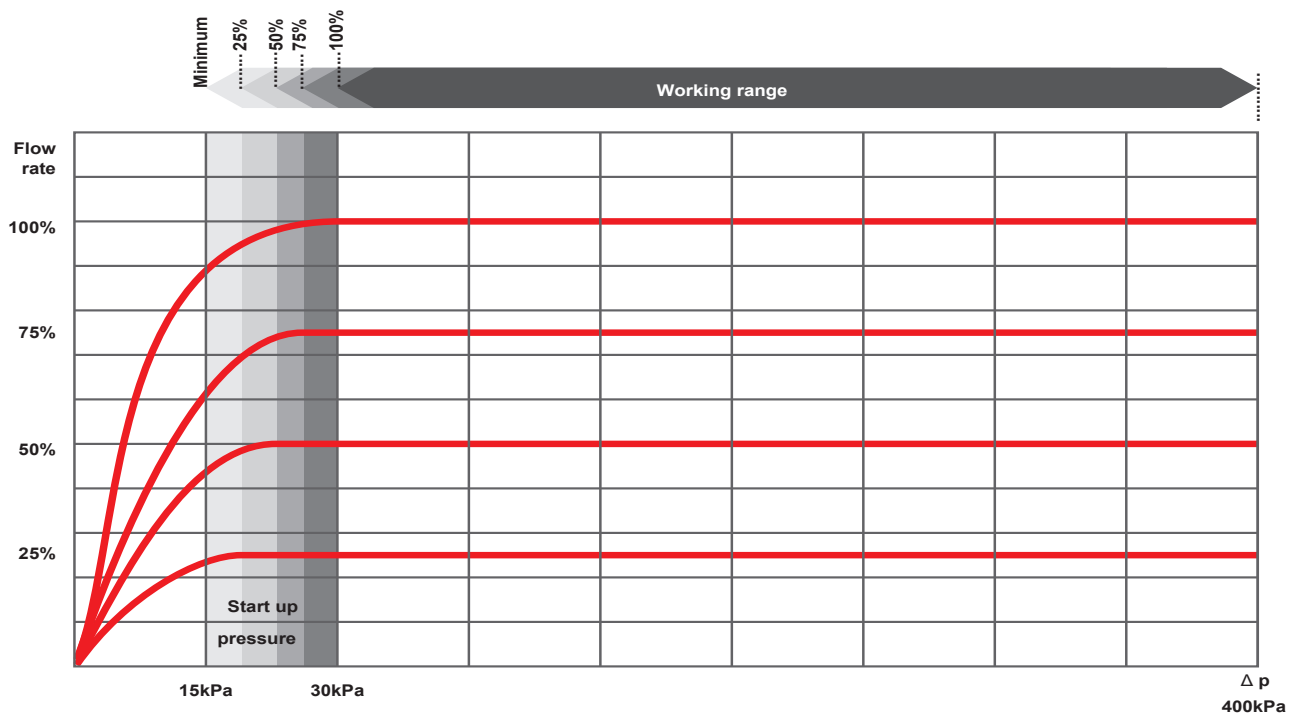 Minimum
25%
50%
75%
100%
Working range
Flow
rate
100%
75%
50%
25%
Start up
pressure
15kPa
30kPa
Δ p
400kPa